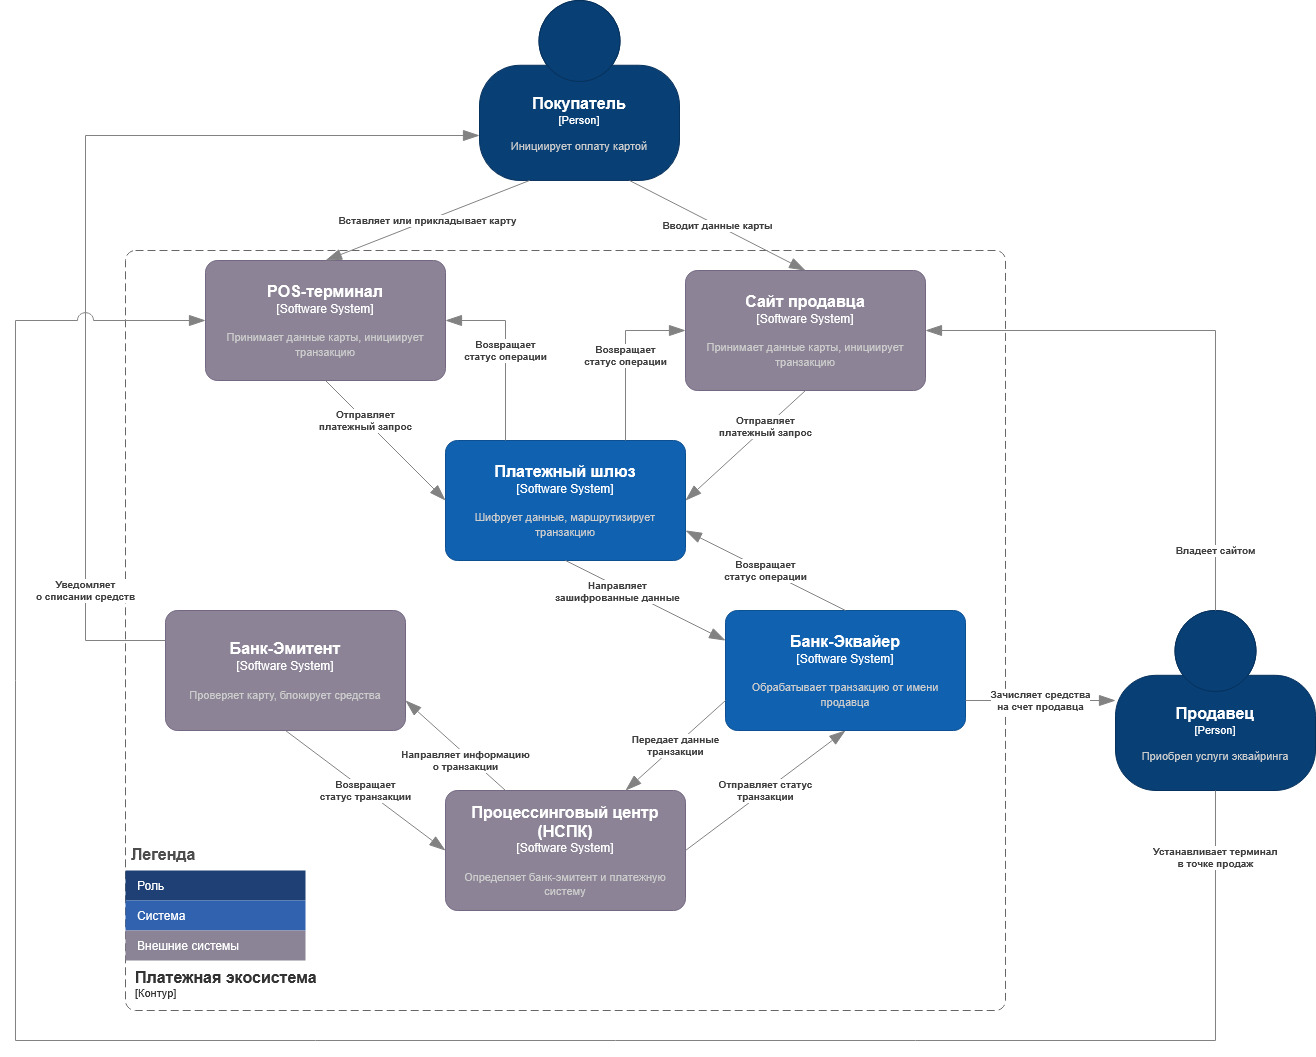 Покупатель
[Person]
Инициирует оплату картой
Вставляет или прикладывает карту
Вводит данные карты
POS-терминал
[Software System]
Принимает данные карты, инициирует
транзакцию
Сайт продавца
[Software System]
Принимает данные карты, инициирует
транзакцию
Возвращает
статус операции
Возвращает
статус операции
Отправляет
платежный запрос
Отправляет
платежный запрос
Платежный шлюз
[Software System]
Шифрует данные, маршрутизирует
транзакцию
Владеет сайтом
Возвращает
статус операции
Уведомляет
о списании средств
Направляет
зашифрованные данные
Банк-Эмитент
[Software System]
Проверяет карту, блокирует средства
Банк-Эквайер
[Software System]
Обрабатывает транзакцию от имени
продавца
Зачисляет средства
на счет продавца
Продавец
[Person]
Приобрел услуги эквайринга
Передает данные
транзакции
Направляет информацию
о транзакции
Возвращает
статус транзакции
Отправляет статус
транзакции
Процессинговый центр
(НСПК)
[Software System]
Определяет банк-эмитент и платежную
систему
Устанавливает терминал
в точке продаж
Легенда
Роль
Система
Внешние системы
Платежная экосистема
[Контур]